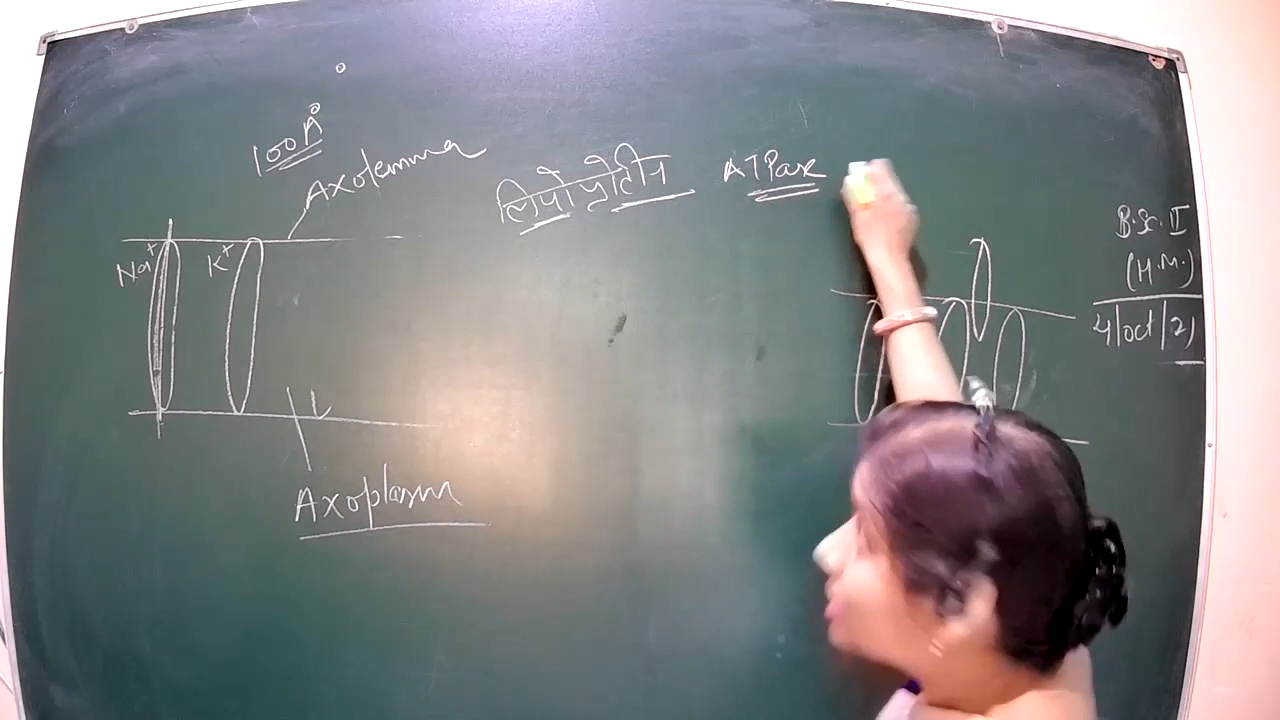 100 Å
Axolemma
लिपोप्रोटीन
ATPase
Na+
K+
Axoplasm
B.Sc. II
(H.M.)
4/oct/21